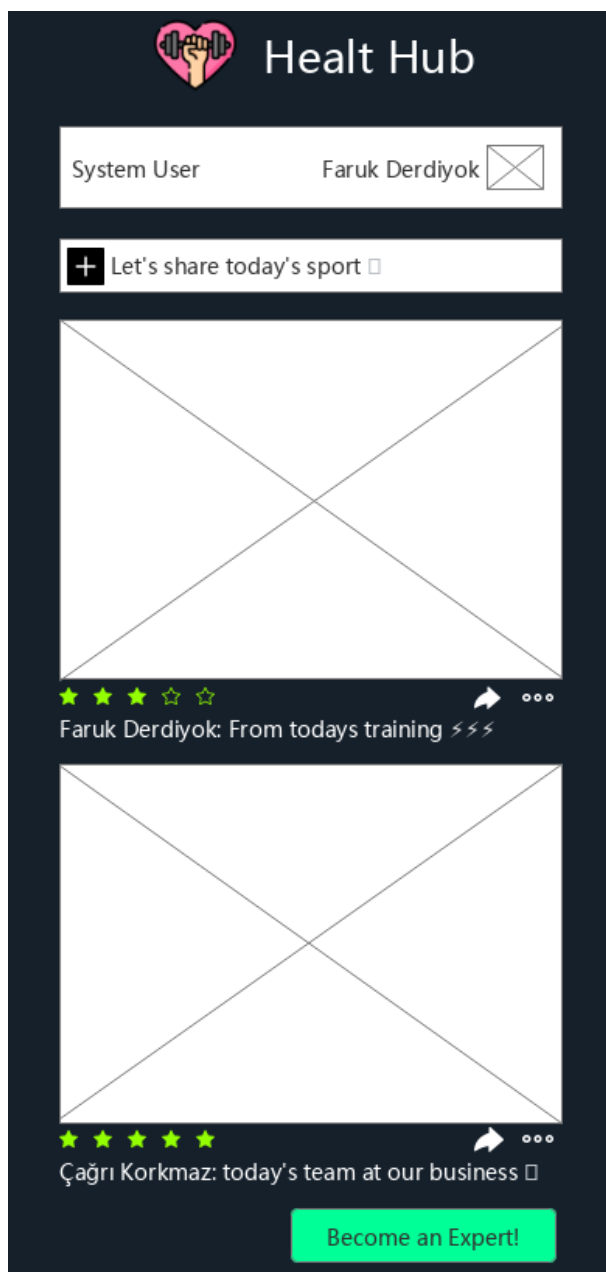 Healt Hub
System User Faruk Derdiyok
Let's share today's sport
Faruk Derdiyok: From todays training ⚡⚡⚡
Çağrı Korkmaz: today's team at our business
Become an Expert!